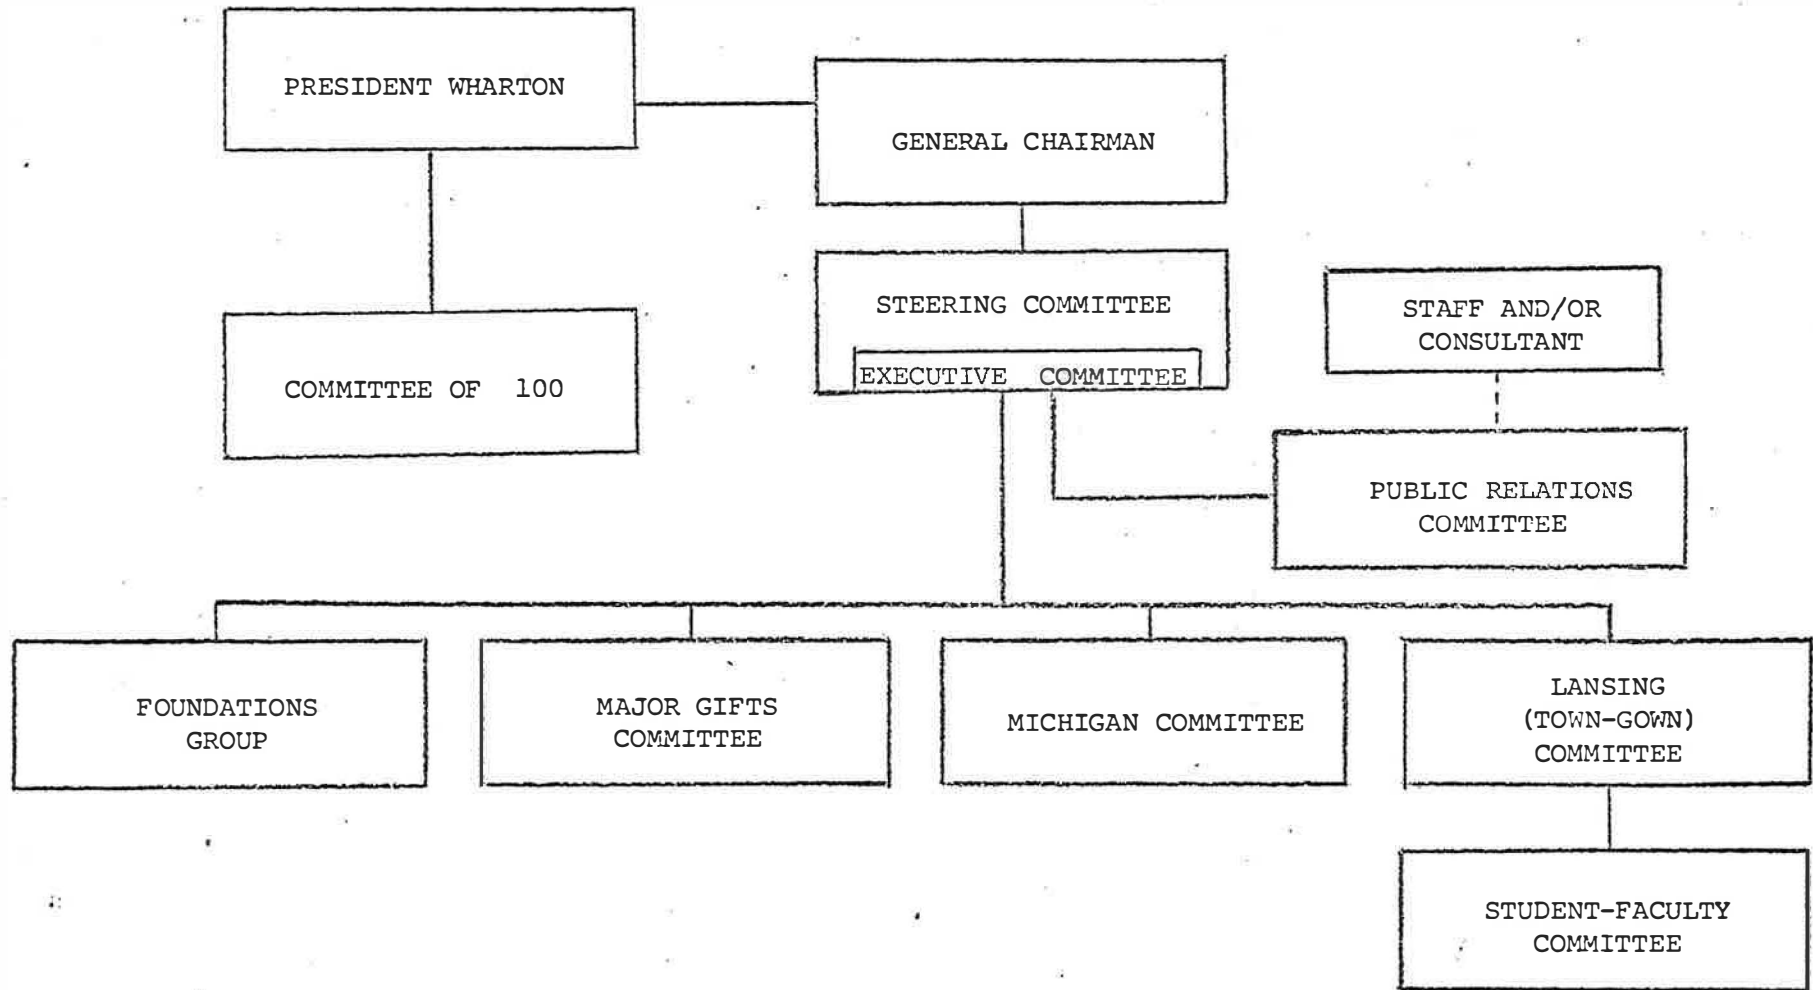 PRESIDENT WHARTON
GENERAL CHAIRMAN
STEERING COMMITTEE
EXECUTIVE COMMITTEE
STAFF AND/OR
CONSULTANT
COMMITTEE OF 100
PUBLIC RELATIONS
COMMITTEE
FOUNDATIONS
GROUP
MAJOR GIFTS
COMMITTEE
MICHIGAN COMMITTEE
LANSING
(TOWN-GOWN)
COMMITTEE
STUDENT-FACULTY
COMMITTEE